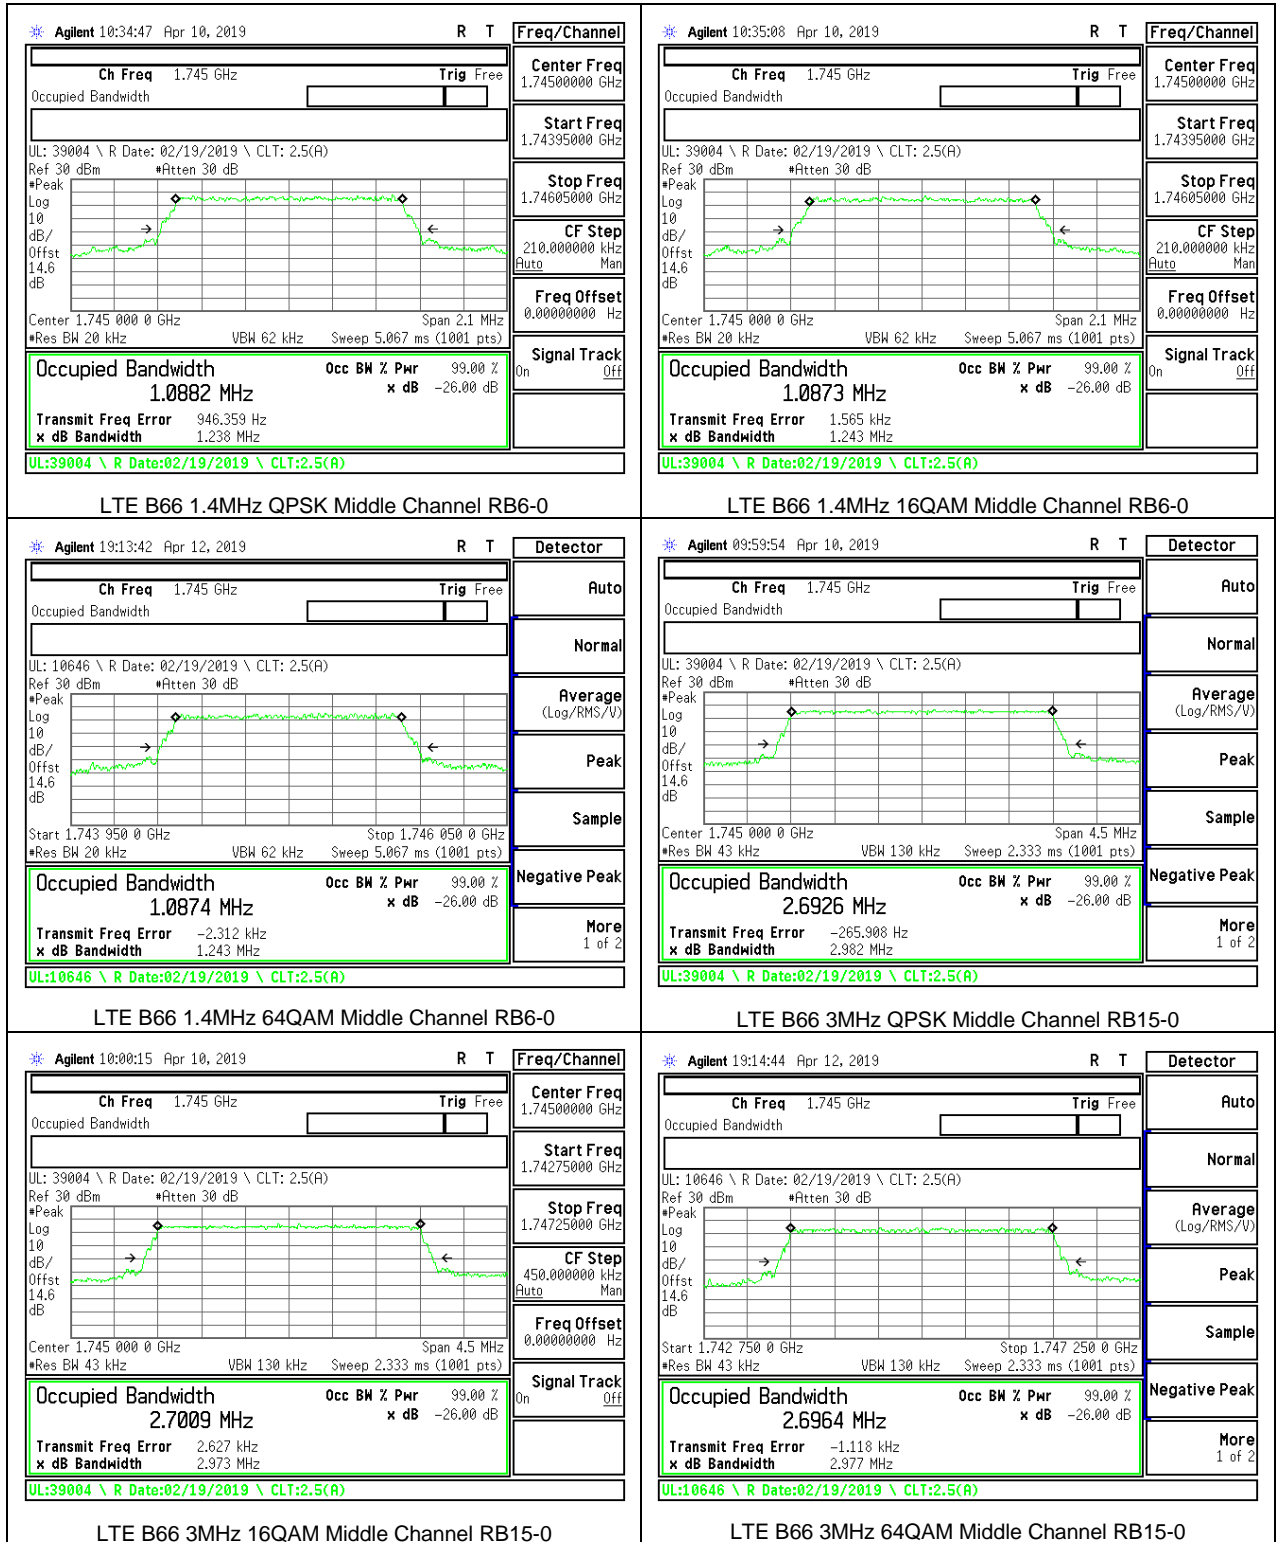 Agilent 10:34:47 Apr 10, 2019 R T
Freq/Channel
Ch Freq 1.745 GHz Trig Free
Occupied Bandwidth
Center Freq
1.74500000 GHz
Start Freq
1.74395000 GHz
UL: 39004 \ R Date: 02/19/2019 \ CLT: 2.5(A)
Ref 30 dBm #Atten 30 dB
#Peak
Log
10
dB/
Offst
14.6
dB
Stop Freq
1.74605000 GHz
CF Step
210.000000 kHz
Auto Man
Freq Offset
0.00000000 Hz
Center 1.745 000 0 GHz Span 2.1 MHz
#Res BW 20 kHz VBW 62 kHz Sweep 5.067 ms (1001 pts)
Signal Track
On Off
Occupied Bandwidth Occ BW % Pwr 99.00 %
1.0882 MHz x dB -26.00 dB
Transmit Freq Error 946.359 Hz
x dB Bandwidth 1.238 MHz
UL:39004 \ R Date:02/19/2019 \ CLT:2.5(A)
LTE B66 1.4MHz QPSK Middle Channel RB6-0
Agilent 10:35:08 Apr 10, 2019 R T
Freq/Channel
Ch Freq 1.745 GHz Trig Free
Occupied Bandwidth
Center Freq
1.74500000 GHz
Start Freq
1.74395000 GHz
UL: 39004 \ R Date: 02/19/2019 \ CLT: 2.5(A)
Ref 30 dBm #Atten 30 dB
#Peak
Log
10
dB/
Offst
14.6
dB
Stop Freq
1.74605000 GHz
CF Step
210.000000 kHz
Auto Man
Freq Offset
0.00000000 Hz
Center 1.745 000 0 GHz Span 2.1 MHz
#Res BW 20 kHz VBW 62 kHz Sweep 5.067 ms (1001 pts)
Signal Track
On Off
Occupied Bandwidth Occ BW % Pwr 99.00 %
1.0873 MHz x dB -26.00 dB
Transmit Freq Error 1.565 kHz
x dB Bandwidth 1.243 MHz
UL:39004 \ R Date:02/19/2019 \ CLT:2.5(A)
LTE B66 1.4MHz 16QAM Middle Channel RB6-0
Agilent 19:13:42 Apr 12, 2019 R T
Detector
Ch Freq 1.745 GHz Trig Free
Occupied Bandwidth
Auto
Normal
UL: 10646 \ R Date: 02/19/2019 \ CLT: 2.5(A)
Ref 30 dBm #Atten 30 dB
#Peak
Log
10
dB/
Offst
14.6
dB
Average
(Log/RMS/V)
Peak
Sample
Start 1.743 950 0 GHz Stop 1.746 050 0 GHz
#Res BW 20 kHz VBW 62 kHz Sweep 5.067 ms (1001 pts)
Negative Peak
Occupied Bandwidth Occ BW % Pwr 99.00 %
1.0874 MHz x dB -26.00 dB
Transmit Freq Error -2.312 kHz
x dB Bandwidth 1.243 MHz
More
1 of 2
UL:10646 \ R Date:02/19/2019 \ CLT:2.5(A)
LTE B66 1.4MHz 64QAM Middle Channel RB6-0
Agilent 09:59:54 Apr 10, 2019 R T
Detector
Ch Freq 1.745 GHz Trig Free
Occupied Bandwidth
Auto
Normal
UL: 39004 \ R Date: 02/19/2019 \ CLT: 2.5(A)
Ref 30 dBm #Atten 30 dB
#Peak
Log
10
dB/
Offst
14.6
dB
Average
(Log/RMS/V)
Peak
Sample
Center 1.745 000 0 GHz Span 4.5 MHz
#Res BW 43 kHz VBW 130 kHz Sweep 2.333 ms (1001 pts)
Negative Peak
Occupied Bandwidth Occ BW % Pwr 99.00 %
2.6926 MHz x dB -26.00 dB
Transmit Freq Error -265.908 Hz
x dB Bandwidth 2.982 MHz
More
1 of 2
UL:39004 \ R Date:02/19/2019 \ CLT:2.5(A)
LTE B66 3MHz QPSK Middle Channel RB15-0
Agilent 10:00:15 Apr 10, 2019 R T
Freq/Channel
Ch Freq 1.745 GHz Trig Free
Occupied Bandwidth
Center Freq
1.74500000 GHz
Start Freq
1.74275000 GHz
UL: 39004 \ R Date: 02/19/2019 \ CLT: 2.5(A)
Ref 30 dBm #Atten 30 dB
#Peak
Log
10
dB/
Offst
14.6
dB
Stop Freq
1.74725000 GHz
CF Step
450.000000 kHz
Auto Man
Freq Offset
0.00000000 Hz
Center 1.745 000 0 GHz Span 4.5 MHz
#Res BW 43 kHz VBW 130 kHz Sweep 2.333 ms (1001 pts)
Signal Track
On Off
Occupied Bandwidth Occ BW % Pwr 99.00 %
2.7009 MHz x dB -26.00 dB
Transmit Freq Error 2.627 kHz
x dB Bandwidth 2.973 MHz
UL:39004 \ R Date:02/19/2019 \ CLT:2.5(A)
LTE B66 3MHz 16QAM Middle Channel RB15-0
Agilent 19:14:44 Apr 12, 2019 R T
Detector
Ch Freq 1.745 GHz Trig Free
Occupied Bandwidth
Auto
Normal
UL: 10646 \ R Date: 02/19/2019 \ CLT: 2.5(A)
Ref 30 dBm #Atten 30 dB
#Peak
Log
10
dB/
Offst
14.6
dB
Average
(Log/RMS/V)
Peak
Sample
Start 1.742 750 0 GHz Stop 1.747 250 0 GHz
#Res BW 43 kHz VBW 130 kHz Sweep 2.333 ms (1001 pts)
Negative Peak
Occupied Bandwidth Occ BW % Pwr 99.00 %
2.6964 MHz x dB -26.00 dB
Transmit Freq Error -1.118 kHz
x dB Bandwidth 2.977 MHz
More
1 of 2
UL:10646 \ R Date:02/19/2019 \ CLT:2.5(A)
LTE B66 3MHz 64QAM Middle Channel RB15-0